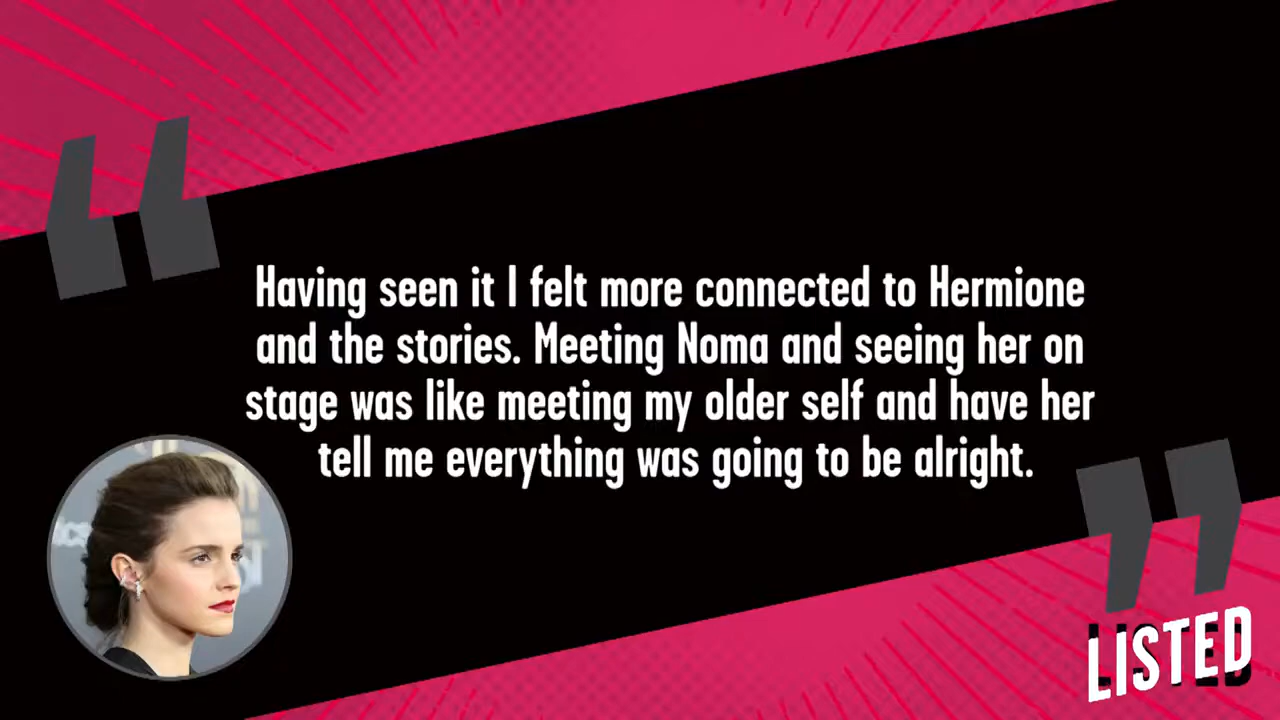 Having seen it I felt more connected to Hermione
and the stories. Meeting Noma and seeing her on
stage was like meeting my older self and have her
tell me everything was going to be alright.
LISTED